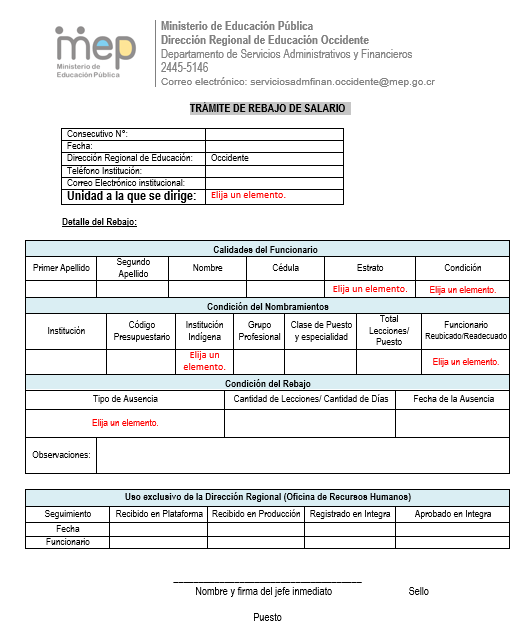 mep
Ministerio de
Educación Pública
Ministerio de Educación Pública
Dirección Regional de Educación Occidente
Departamento de Servicios Administrativos y Financieros
2445-5146
Correo electrónico: serviciosadmfinan.occidente@mep.go.cr
TRÁMITE DE REBAJO DE SALARIO
Consecutivo N°:
Fecha:
Dirección Regional de Educación: Occidente
Teléfono Institución:
Correo Electrónico institucional:
Unidad a la que se dirige: Elija un elemento.
Detalle del Rebajo:
Calidades del Funcionario
Primer Apellido Segundo Apellido Nombre Cédula Estrato Condición
Elija un elemento. Elija un elemento.
Condición del Nombramientos
Institución Código Presupuestario Institución Indígena Grupo Profesional Clase de Puesto y especialidad Total Lecciones/ Puesto Funcionario Reubicado/Readecuado
Elija un elemento. Elija un elemento.
Condición del Rebajo
Tipo de Ausencia Cantidad de Lecciones/ Cantidad de Días Fecha de la Ausencia
Elija un elemento.
Observaciones:
Uso exclusivo de la Dirección Regional (Oficina de Recursos Humanos)
Seguimiento Recibido en Plataforma Recibido en Producción Registrado en Integra Aprobado en Integra
Fecha
Funcionario
Nombre y firma del jefe inmediato Sello
Puesto